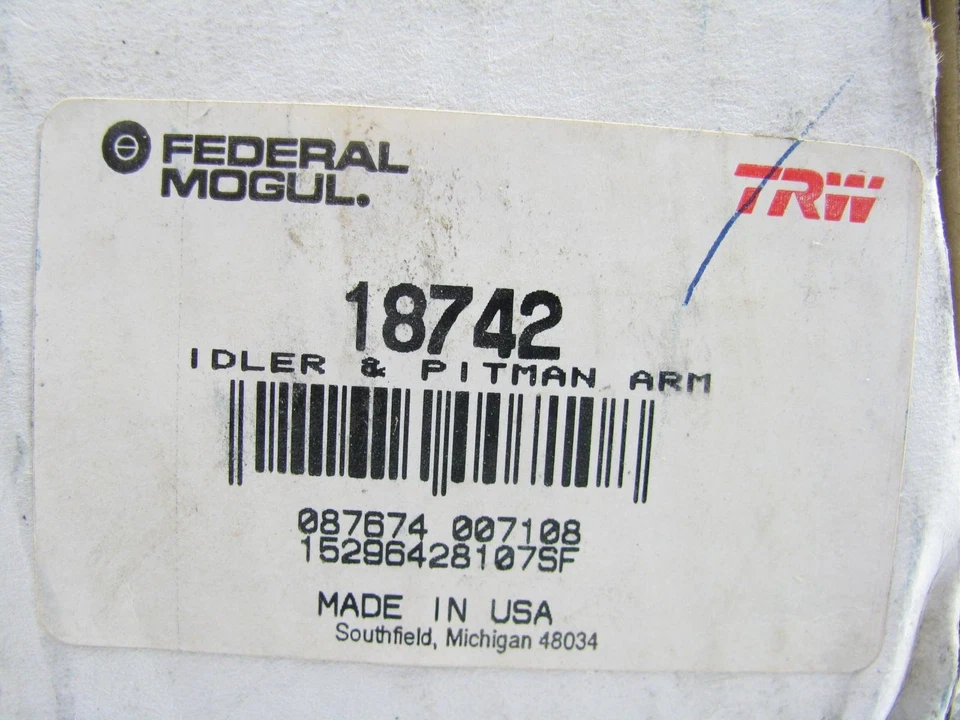 FEDERAL
MOGUL.
TRW
18742
IDLER & PITMAN ARM
087674 007108
15296428107SF
MADE IN USA
Southfield, Michigan 48034